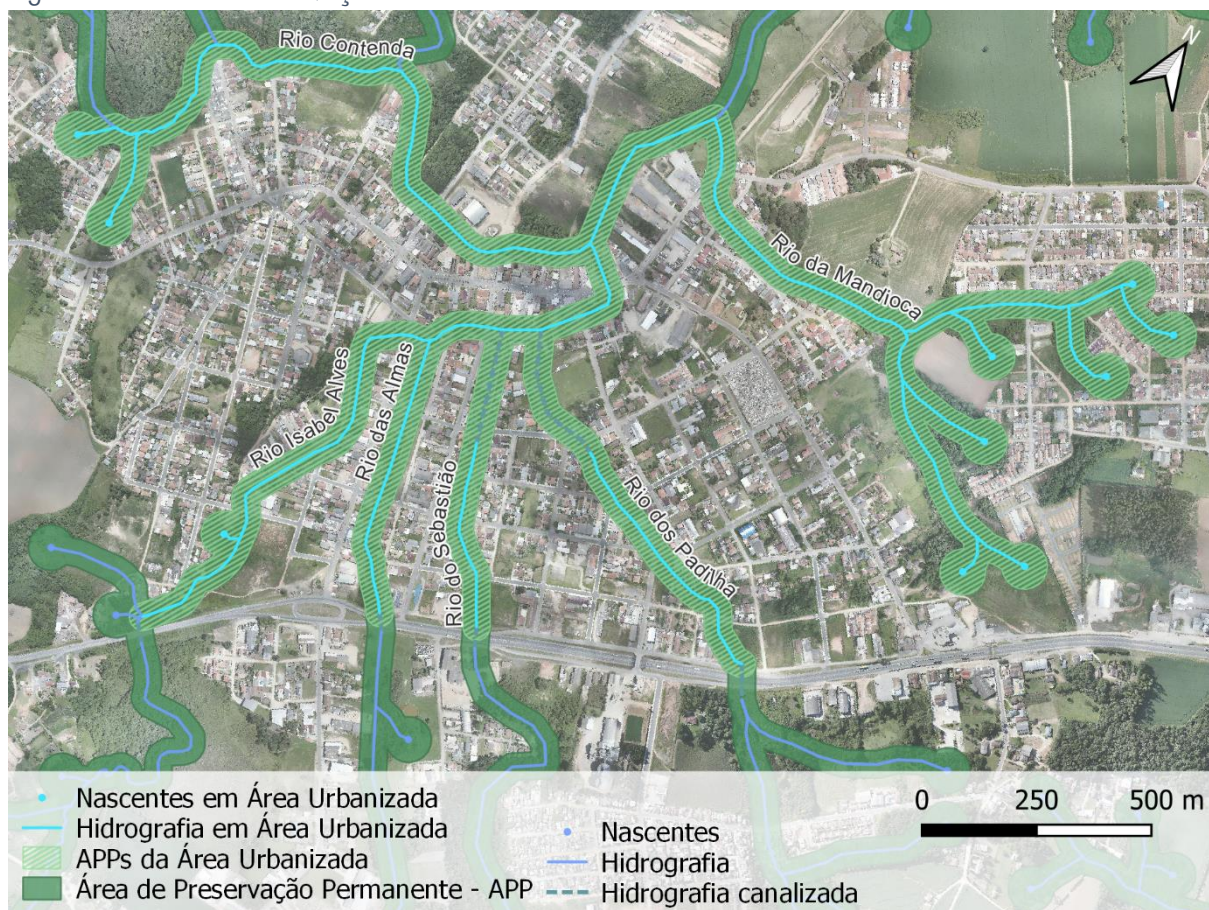 Rio Contenda
N
Rio da Mandioca
Rio Isabel Alves
Rio das Almas
Rio do Sebastião
Rio dos Padilha
Nascentes em Área Urbanizada
Hidrografia em Área Urbanizada
APPs da Área Urbanizada
Área de Preservação Permanente - APP
Nascentes
Hidrografia
Hidrografia canalizada
0 250 500 m